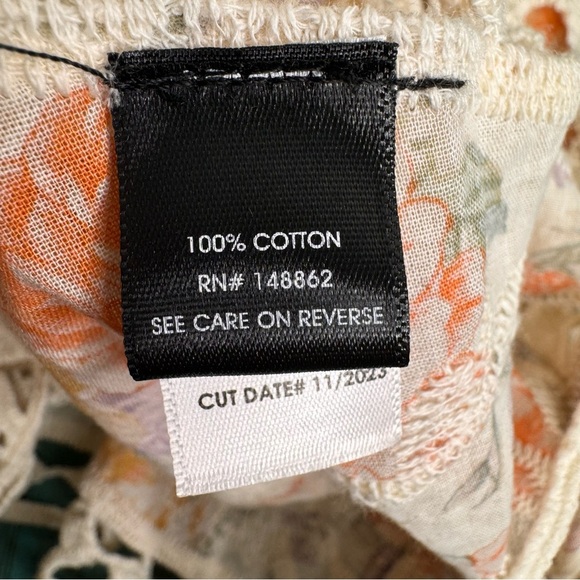 100% COTTON
RN# 148862
SEE CARE ON REVERSE
CUT DATE# 11/2023